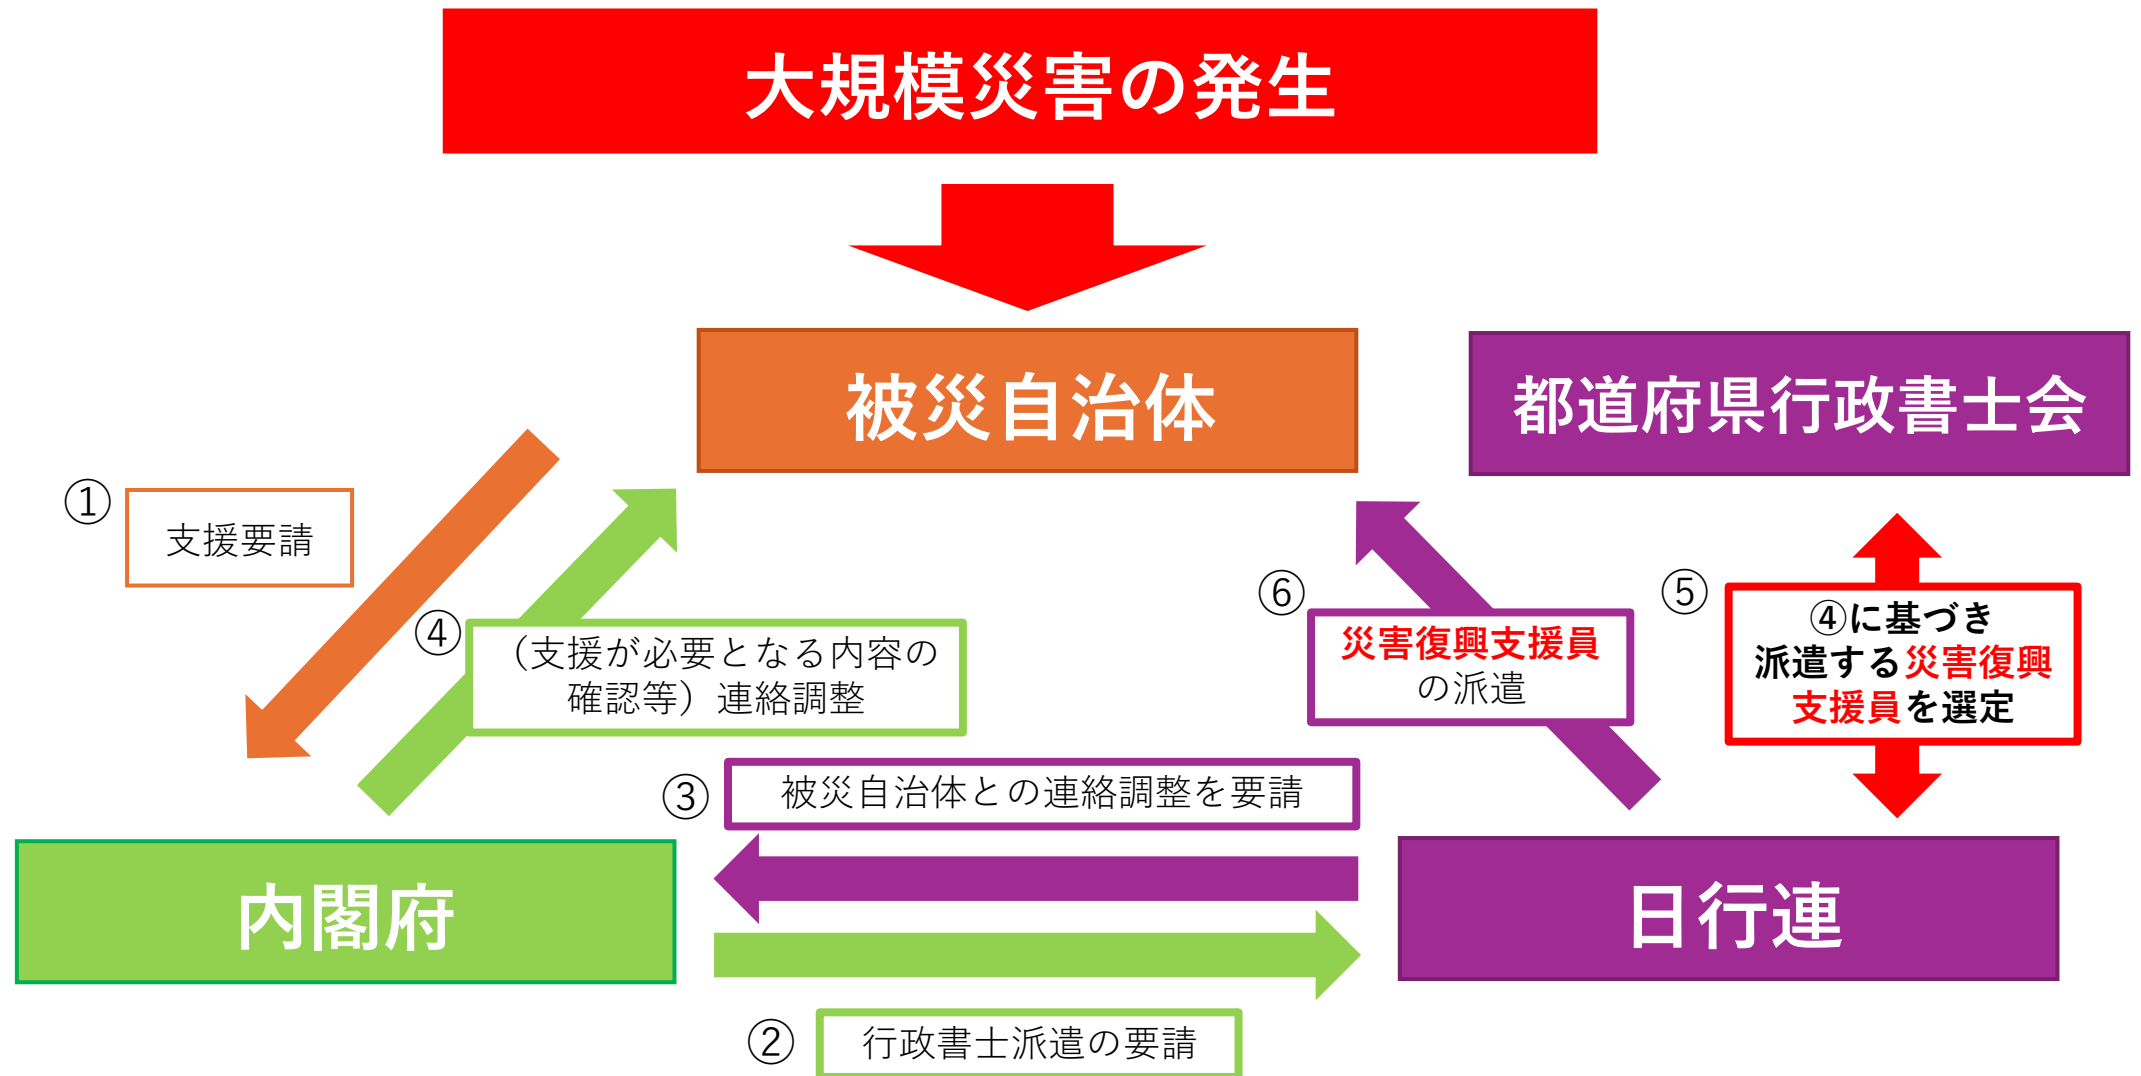 大規模災害の発生
被災自治体
都道府県行政書士会
①
支援要請
④
（支援が必要となる内容の
確認等）連絡調整
⑥
災害復興支援員
の派遣
⑤
④に基づき
派遣する災害復興
支援員を選定
③
被災自治体との連絡調整を要請
内閣府
日行連
②
行政書士派遣の要請